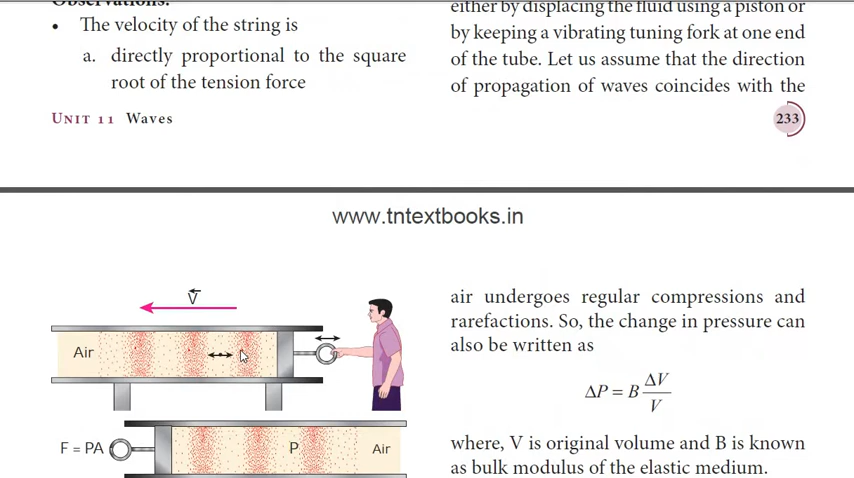 Observations:
• The velocity of the string is
a. directly proportional to the square
root of the tension force
either by displacing the fluid using a piston or
by keeping a vibrating tuning fork at one end
of the tube. Let us assume that the direction
of propagation of waves coincides with the
UNIT 11 Waves
233
www.tntextbooks.in
V
Air
F = PA
P
Air
air undergoes regular compressions and
rarefactions. So, the change in pressure can
also be written as
ΔP = B ΔV/V
where, V is original volume and B is known
as bulk modulus of the elastic medium.